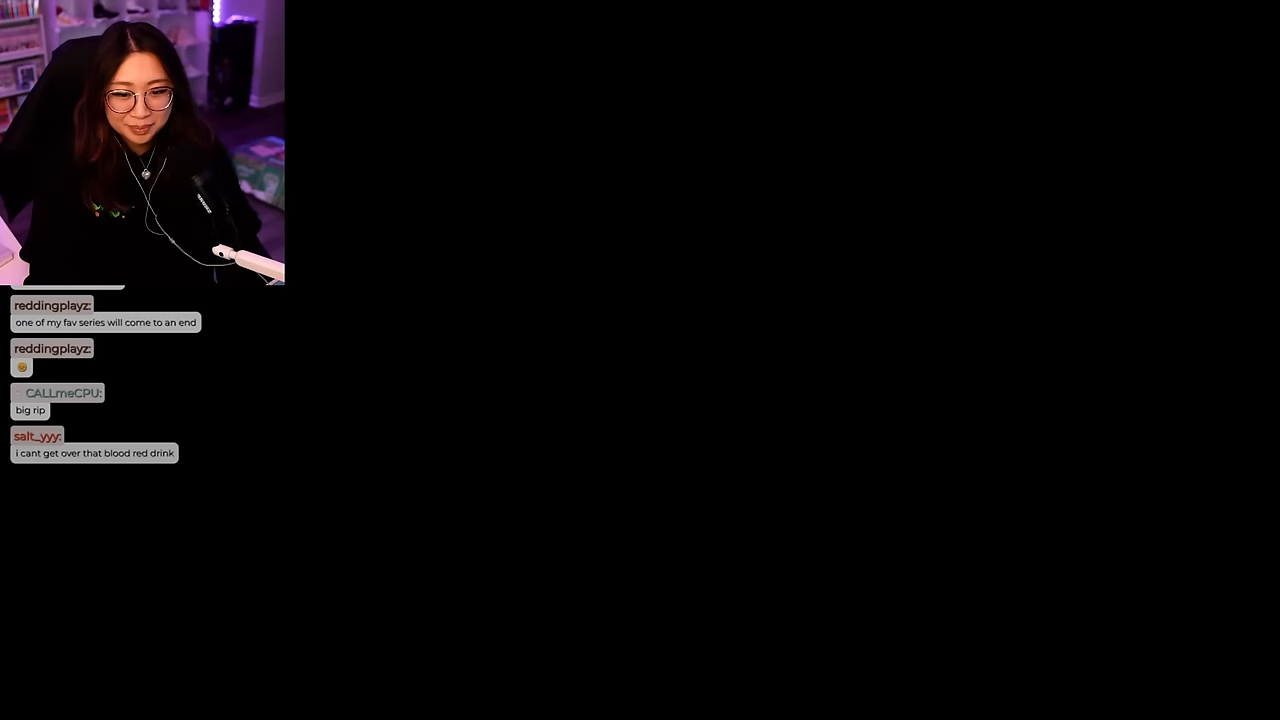 reddingplayz:
one of my fav series will come to an end
reddingplayz:
CALLmeCPU:
big rip
salt_yyy:
i cant get over that blood red drink